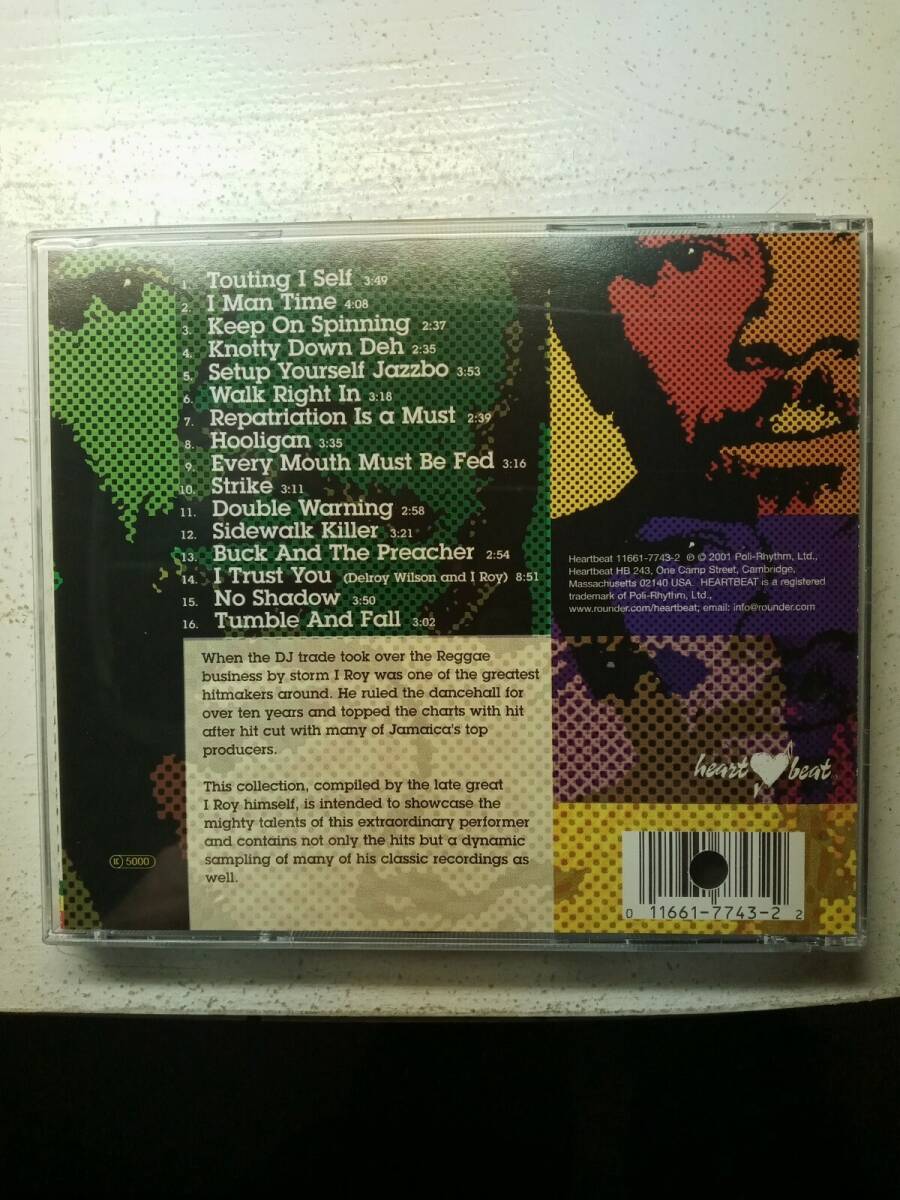 1. Touting I Self 3:49
2. I Man Time 4:08
3. Keep On Spinning 2:37
4. Knotty Down Deh 2:35
5. Setup Yourself Jazzbo 3:53
6. Walk Right In 3:18
7. Repatriation Is a Must 2:39
8. Hooligan 3:35
9. Every Mouth Must Be Fed 3:16
10. Strike 3:11
11. Double Warning 2:58
12. Sidewalk Killer 3:21
13. Buck And The Preacher 2:54
14. I Trust You (Delroy Wilson and I Roy) 8:51
15. No Shadow 3:50
16. Tumble And Fall 3:02
When the DJ trade took over the Reggae
business by storm I Roy was one of the greatest
hitmakers around. He ruled the dancehall for
over ten years and topped the charts with hit
after hit cut with many of Jamaica's top
producers.
This collection, compiled by the late great
I Roy himself, is intended to showcase the
mighty talents of this extraordinary performer
and contains not only the hits but a dynamic
sampling of many of his classic recordings as
well.
Heartbeat 11661-7743-2 ℗ © 2001 Poli-Rhythm, Ltd.,
Heartbeat HB 243, One Camp Street, Cambridge,
Massachusetts 02140 USA. HEARTBEAT is a registered
trademark of Poli-Rhythm, Ltd.,
www.rounder.com/heartbeat; email: info@rounder.com
heart beat
K 5000
0 11661-7743-2 2